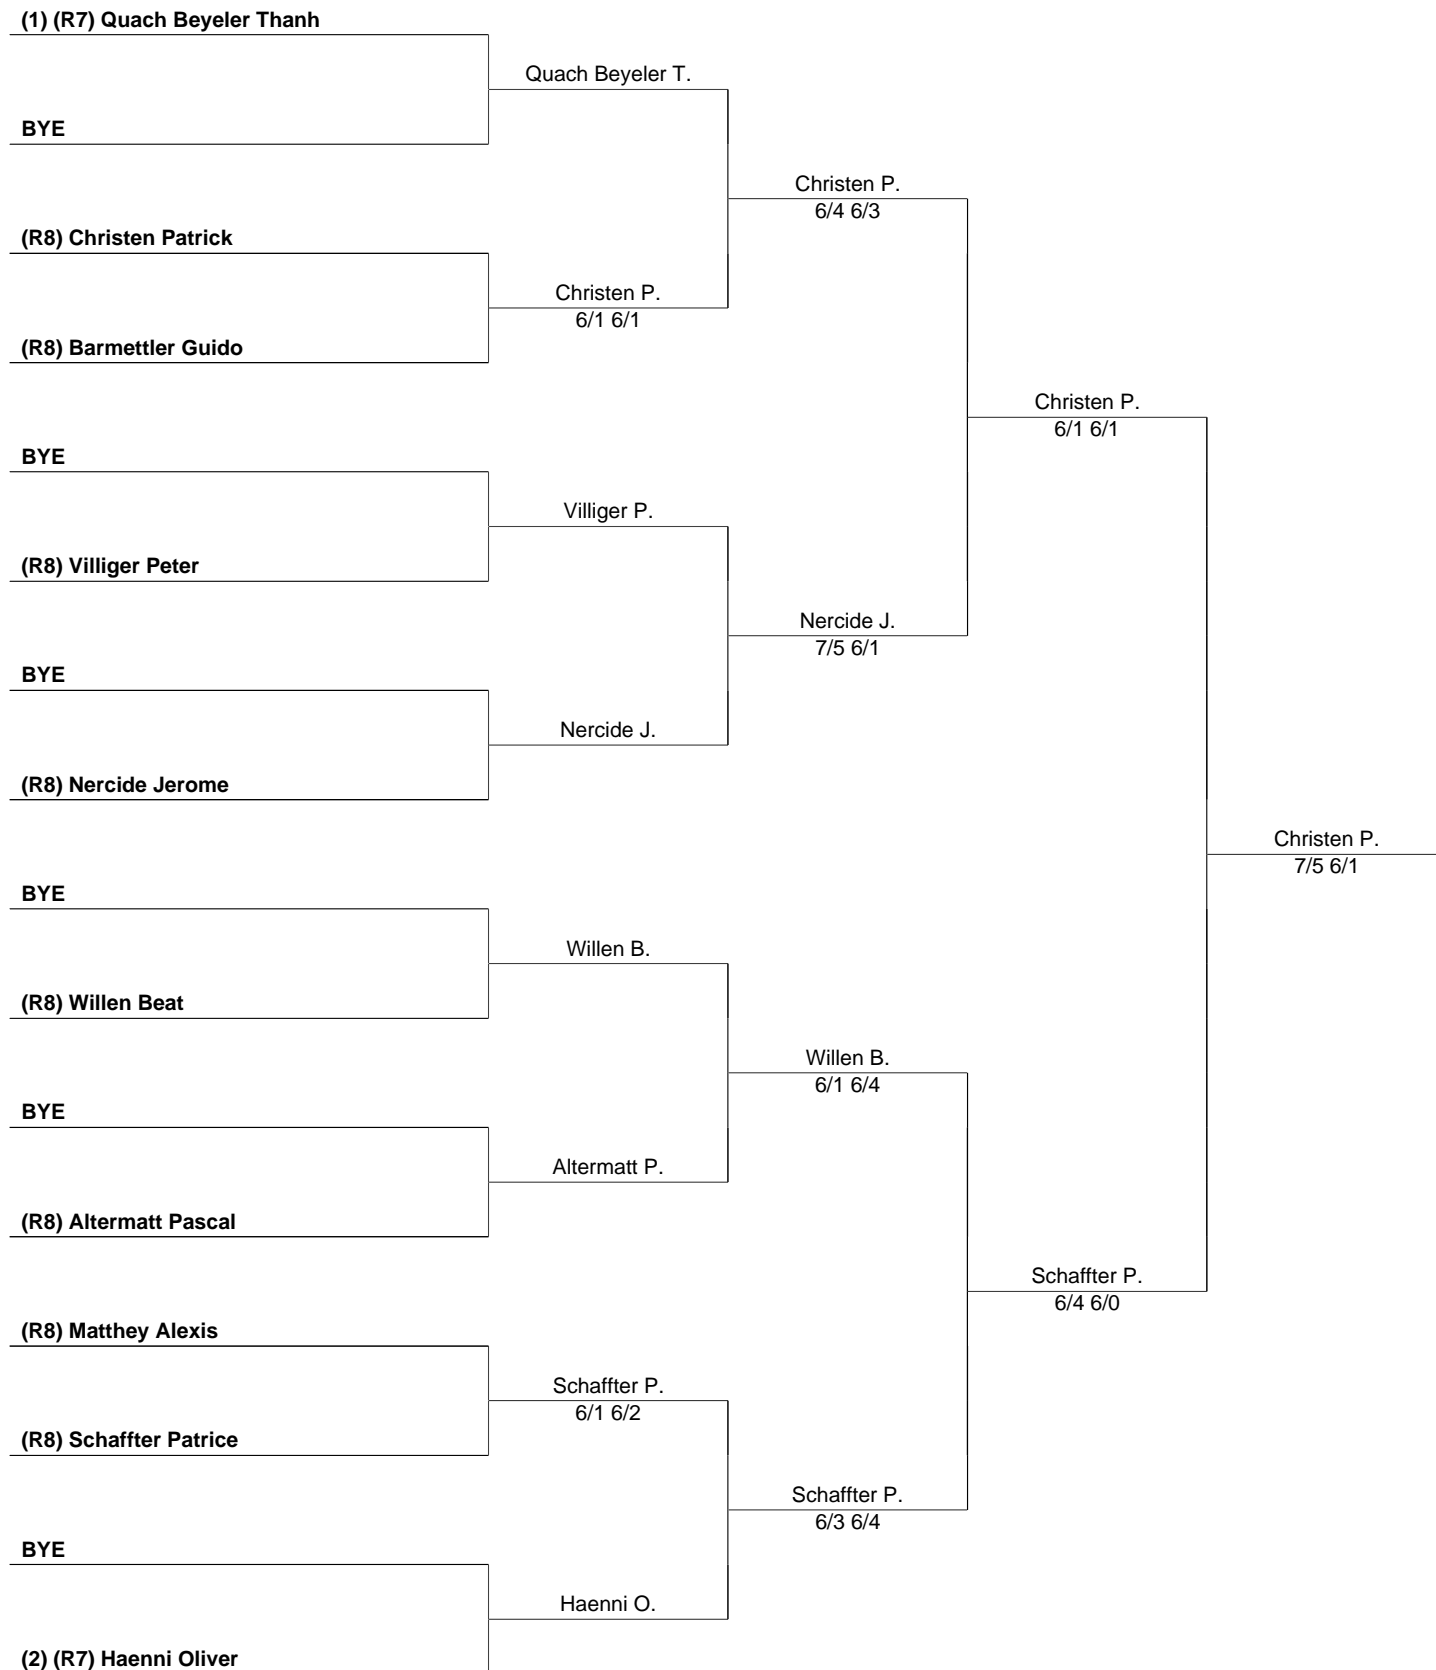 (1) (R7) Quach Beyeler Thanh
Quach Beyeler T.
BYE
Christen P.
6/4 6/3
(R8) Christen Patrick
Christen P.
6/1 6/1
(R8) Barmettler Guido
Christen P.
6/1 6/1
BYE
Villiger P.
(R8) Villiger Peter
Nercide J.
7/5 6/1
BYE
Nercide J.
(R8) Nercide Jerome
Christen P.
7/5 6/1
BYE
Willen B.
(R8) Willen Beat
Willen B.
6/1 6/4
BYE
Altermatt P.
(R8) Altermatt Pascal
Schaffter P.
6/4 6/0
(R8) Matthey Alexis
Schaffter P.
6/1 6/2
(R8) Schaffter Patrice
Schaffter P.
6/3 6/4
BYE
Haenni O.
(2) (R7) Haenni Oliver